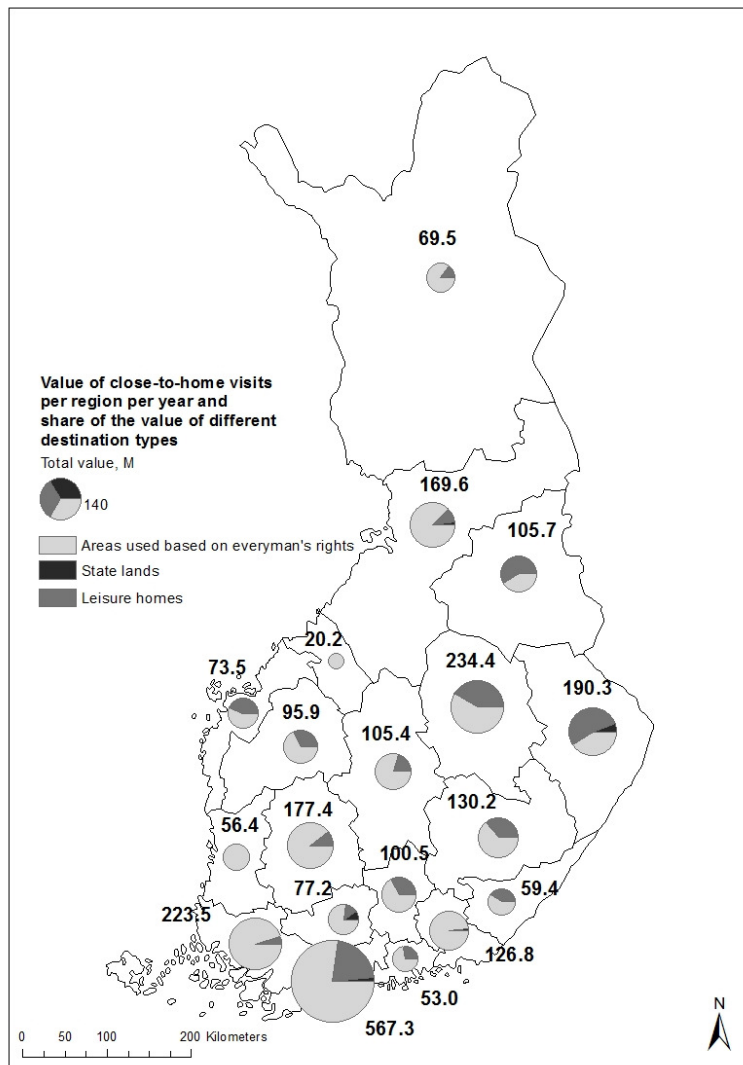 69.5
Value of close-to-home visits
per region per year and
share of the value of different
destination types
Total value, M
140
Areas used based on everyman's rights
State lands
Leisure homes
169.6
105.7
20.2
73.5
234.4
190.3
95.9
105.4
130.2
177.4
56.4
100.5
77.2
59.4
223.5
126.8
53.0
567.3
N
0 50 100 200 Kilometers